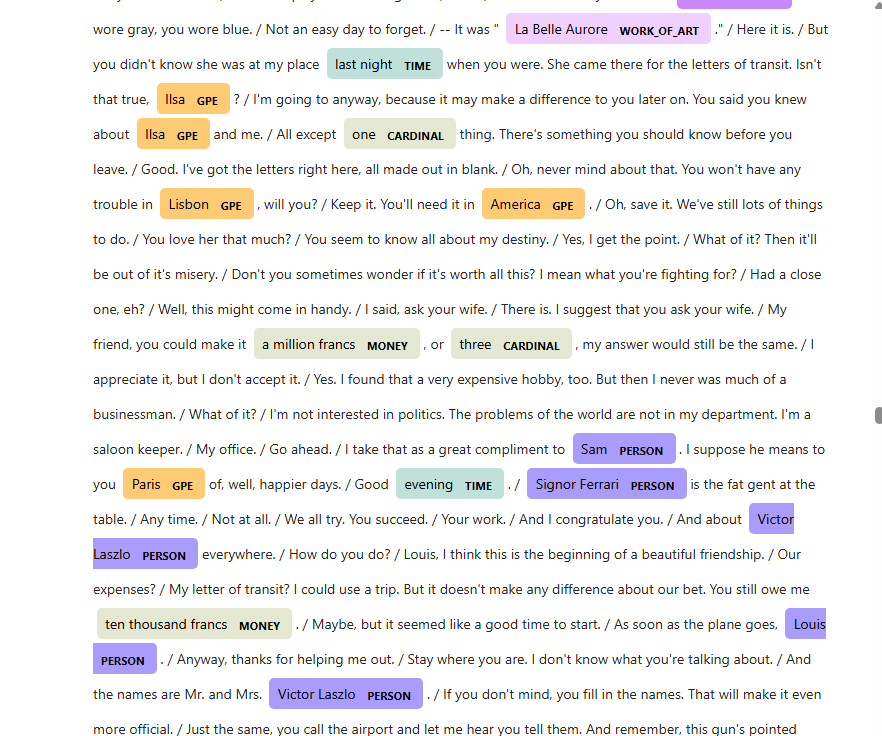 wore gray, you wore blue. / Not an easy day to forget. / -- It was " La Belle Aurore WORK_OF_ART ." / Here it is. / But
you didn't know she was at my place last night TIME when you were. She came there for the letters of transit. Isn't
that true, Ilsa GPE ? / I'm going to anyway, because it may make a difference to you later on. You said you knew
about Ilsa GPE and me. / All except one CARDINAL thing. There's something you should know before you
leave. / Good. I've got the letters right here, all made out in blank. / Oh, never mind about that. You won't have any
trouble in Lisbon GPE , will you? / Keep it. You'll need it in America GPE . / Oh, save it. We've still lots of things
to do. / You love her that much? / You seem to know all about my destiny. / Yes, I get the point. / What of it? Then it'll
be out of it's misery. / Don't you sometimes wonder if it's worth all this? I mean what you're fighting for? / Had a close
one, eh? / Well, this might come in handy. / I said, ask your wife. / There is. I suggest that you ask your wife. / My
friend, you could make it a million francs MONEY , or three CARDINAL , my answer would still be the same. / I
appreciate it, but I don't accept it. / Yes. I found that a very expensive hobby, too. But then I never was much of a
businessman. / What of it? / I'm not interested in politics. The problems of the world are not in my department. I'm a
saloon keeper. / My office. / Go ahead. / I take that as a great compliment to Sam PERSON . I suppose he means to
you Paris GPE of, well, happier days. / Good evening TIME . / Signor Ferrari PERSON is the fat gent at the
table. / Any time. / Not at all. / We all try. You succeed. / Your work. / And I congratulate you. / And about Victor
Laszlo PERSON everywhere. / How do you do? / Louis, I think this is the beginning of a beautiful friendship. / Our
expenses? / My letter of transit? I could use a trip. But it doesn't make any difference about our bet. You still owe me
ten thousand francs MONEY . / Maybe, but it seemed like a good time to start. / As soon as the plane goes, Louis
PERSON . / Anyway, thanks for helping me out. / Stay where you are. I don't know what you're talking about. / And
the names are Mr. and Mrs. Victor Laszlo PERSON . / If you don't mind, you fill in the names. That will make it even
more official. / Just the same, you call the airport and let me hear you tell them. And remember, this gun's pointed